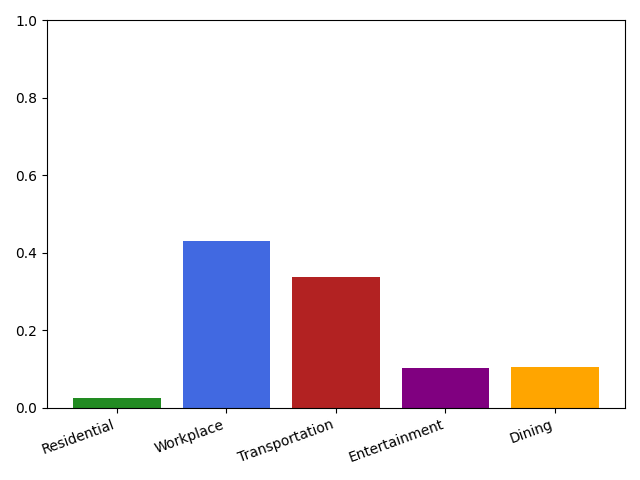 1.0
0.8
0.6
0.4
0.2
0.0
Residential
Workplace
Transportation
Entertainment
Dining